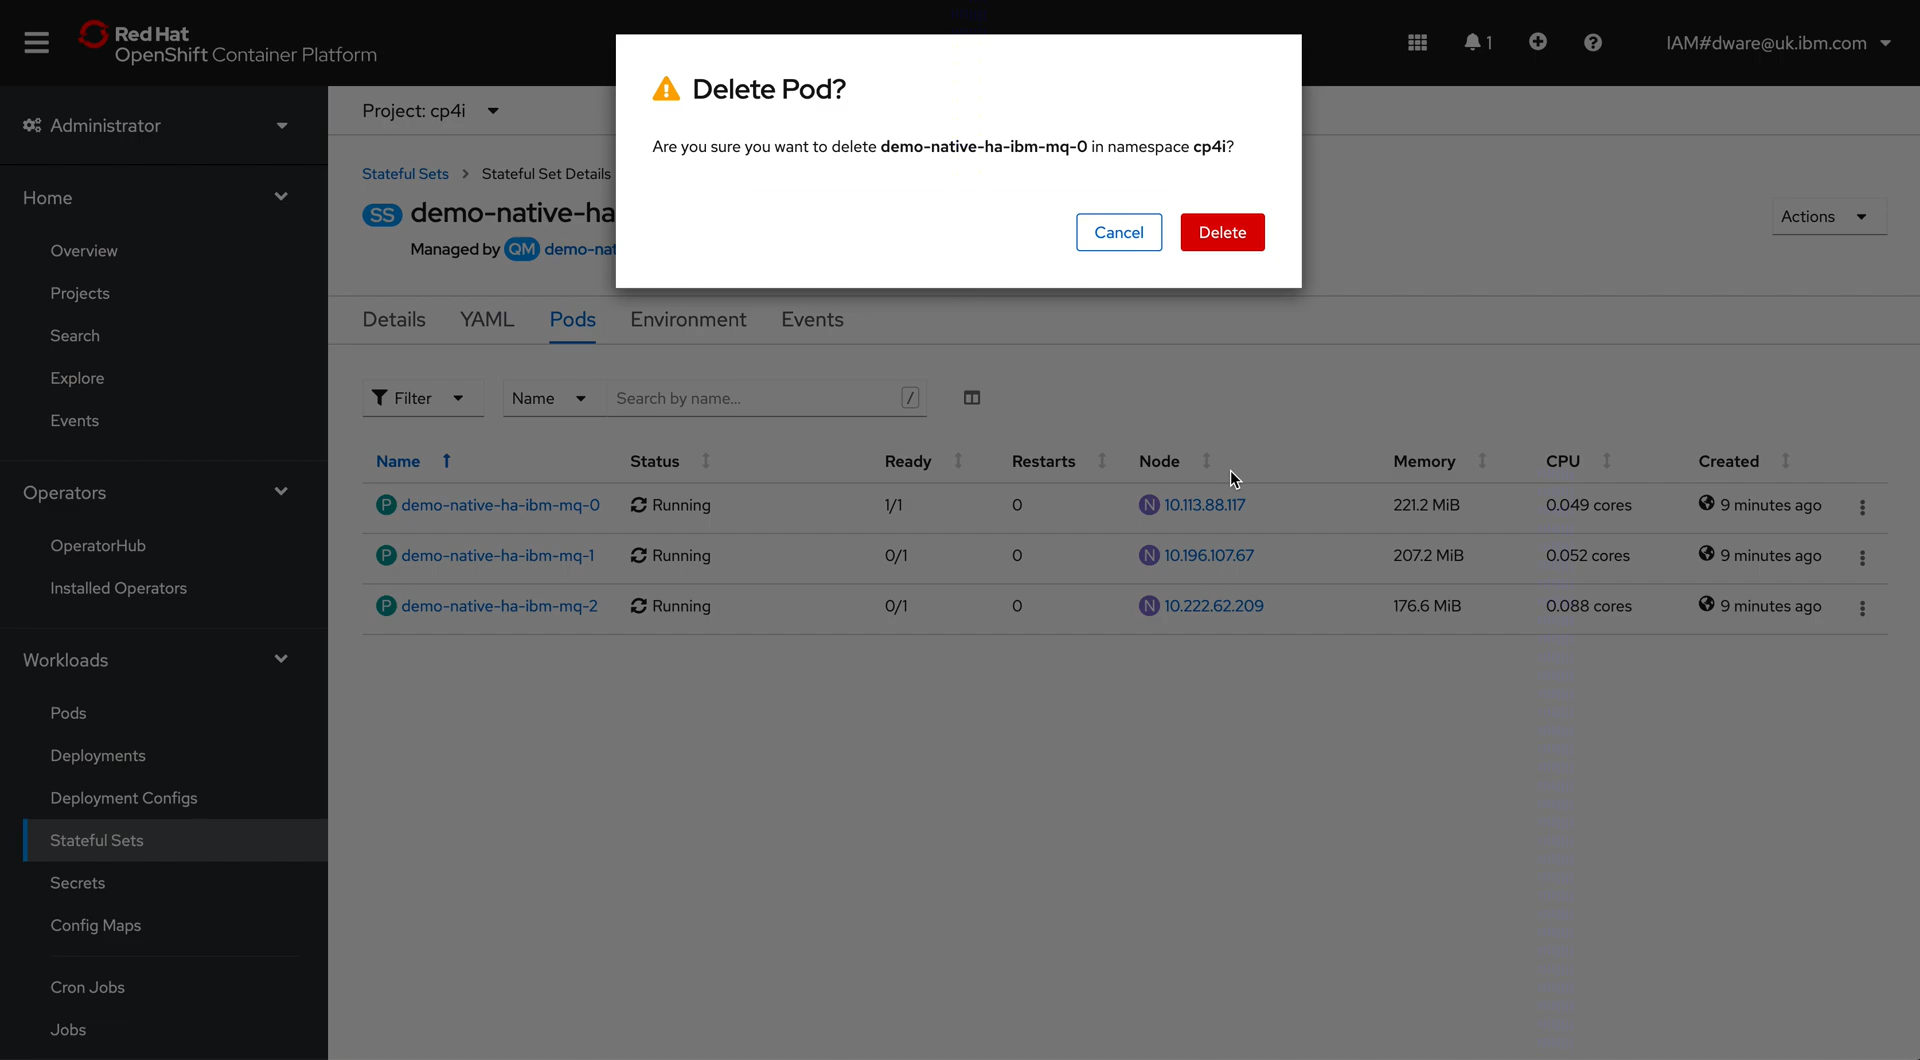 Red Hat
OpenShift Container Platform
1
IAM#dware@uk.ibm.com
Administrator
Home
Overview
Projects
Search
Explore
Events
Operators
OperatorHub
Installed Operators
Workloads
Pods
Deployments
Deployment Configs
Stateful Sets
Secrets
Config Maps
Cron Jobs
Jobs
Project: cp4i
Stateful Sets > Stateful Set Details
SS demo-native-ha
Managed by QM demo-nat
Actions
Delete Pod?
Are you sure you want to delete demo-native-ha-ibm-mq-0 in namespace cp4i?
Cancel Delete
Details YAML Pods Environment Events
Filter Name Search by name... /
Name Status Ready Restarts Node Memory CPU Created
P demo-native-ha-ibm-mq-0 Running 1/1 0 N 10.113.88.117 221.2 MiB 0.049 cores 9 minutes ago
P demo-native-ha-ibm-mq-1 Running 0/1 0 N 10.196.107.67 207.2 MiB 0.052 cores 9 minutes ago
P demo-native-ha-ibm-mq-2 Running 0/1 0 N 10.222.62.209 176.6 MiB 0.088 cores 9 minutes ago